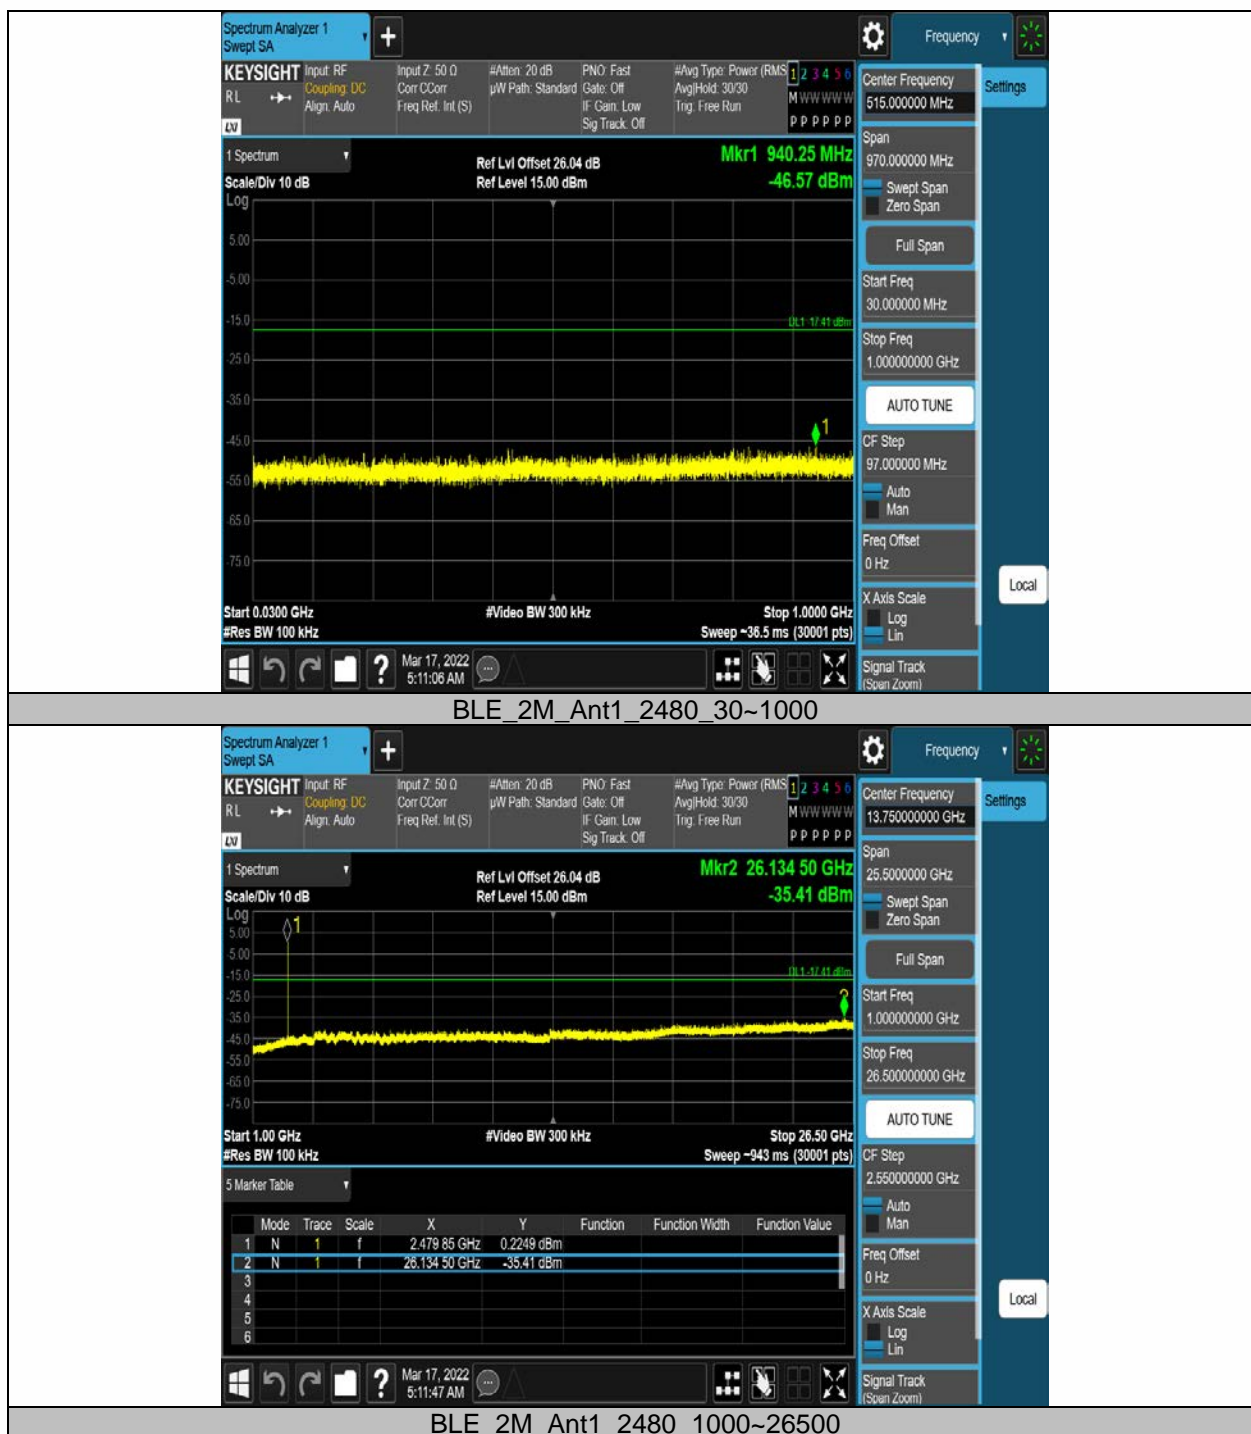 Spectrum Analyzer 1
Swept SA
Frequency
KEYSIGHT
RL
LXI
Input: RF
Coupling: DC
Align: Auto
Input Z: 50 Ω
Corr CCorr
Freq Ref: Int (S)
#Atten: 20 dB
µW Path: Standard
PNO: Fast
Gate: Off
IF Gain: Low
Sig Track: Off
#Avg Type: Power (RMS
Avg|Hold: 30/30
Trig: Free Run
1 2 3 4 5 6
M W W W W W
P P P P P P
1 Spectrum
Scale/Div 10 dB
Ref Lvl Offset 26.04 dB
Ref Level 15.00 dBm
Mkr1 940.25 MHz
-46.57 dBm
Log
5.00
-5.00
-15.0
DL1 -17.41 dBm
-25.0
-35.0
1
-45.0
-55.0
-65.0
-75.0
Start 0.0300 GHz
#Res BW 100 kHz
#Video BW 300 kHz
Stop 1.0000 GHz
Sweep ~36.5 ms (30001 pts)
Mar 17, 2022
5:11:06 AM
Center Frequency
515.000000 MHz
Span
970.000000 MHz
Swept Span
Zero Span
Full Span
Start Freq
30.000000 MHz
Stop Freq
1.000000000 GHz
AUTO TUNE
CF Step
97.000000 MHz
Auto
Man
Freq Offset
0 Hz
X Axis Scale
Log
Lin
Signal Track
(Span Zoom)
Settings
Local
BLE_2M_Ant1_2480_30~1000
Spectrum Analyzer 1
Swept SA
Frequency
KEYSIGHT
RL
LXI
Input: RF
Coupling: DC
Align: Auto
Input Z: 50 Ω
Corr CCorr
Freq Ref: Int (S)
#Atten: 20 dB
µW Path: Standard
PNO: Fast
Gate: Off
IF Gain: Low
Sig Track: Off
#Avg Type: Power (RMS
Avg|Hold: 30/30
Trig: Free Run
1 2 3 4 5 6
M W W W W W
P P P P P P
1 Spectrum
Scale/Div 10 dB
Ref Lvl Offset 26.04 dB
Ref Level 15.00 dBm
Mkr2 26.134 50 GHz
-35.41 dBm
Log
1
5.00
-5.00
-15.0
DL1 -17.41 dBm
-25.0
2
-35.0
-45.0
-55.0
-65.0
-75.0
Start 1.00 GHz
#Res BW 100 kHz
#Video BW 300 kHz
Stop 26.50 GHz
Sweep ~943 ms (30001 pts)
5 Marker Table
Mode Trace Scale X Y Function Function Width Function Value
1 N 1 f 2.479 85 GHz 0.2249 dBm
2 N 1 f 26.134 50 GHz -35.41 dBm
3
4
5
6
Mar 17, 2022
5:11:47 AM
Center Frequency
13.750000000 GHz
Span
25.5000000 GHz
Swept Span
Zero Span
Full Span
Start Freq
1.000000000 GHz
Stop Freq
26.500000000 GHz
AUTO TUNE
CF Step
2.550000000 GHz
Auto
Man
Freq Offset
0 Hz
X Axis Scale
Log
Lin
Signal Track
(Span Zoom)
Settings
Local
BLE_2M_Ant1_2480_1000~26500